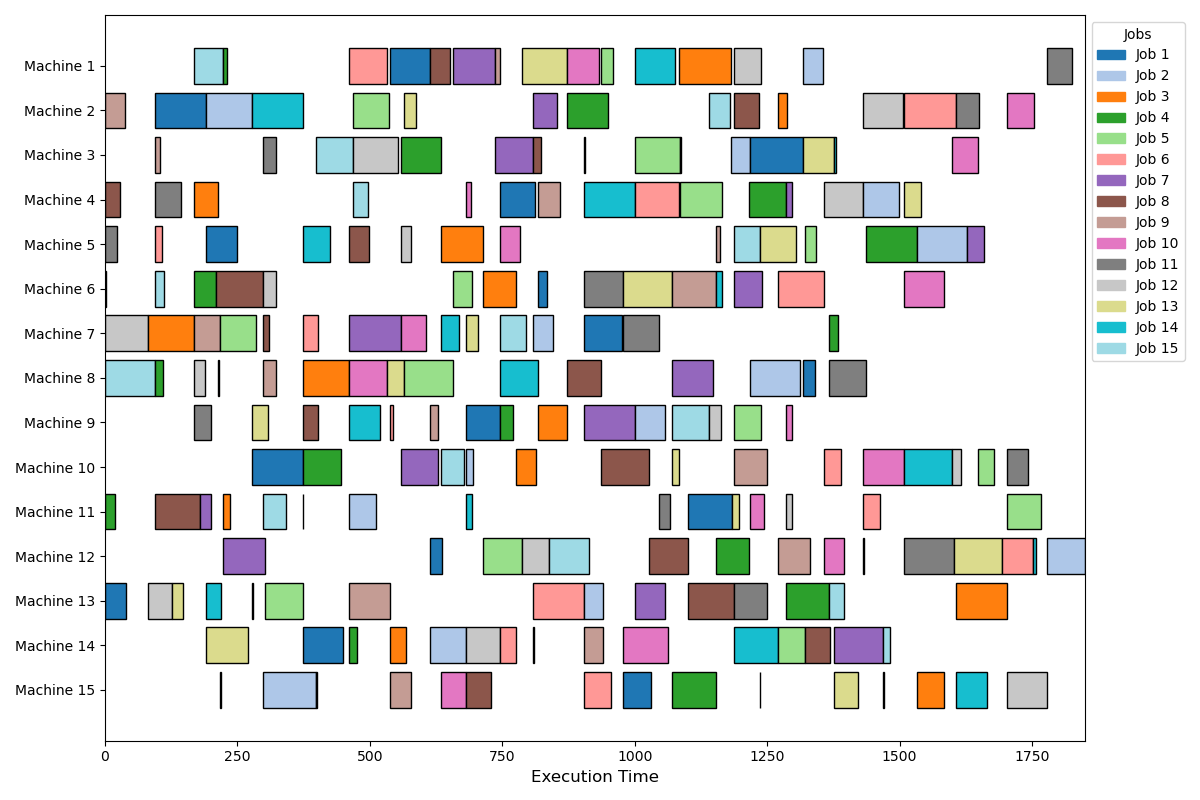 Machine 1
Machine 2
Machine 3
Machine 4
Machine 5
Machine 6
Machine 7
Machine 8
Machine 9
Machine 10
Machine 11
Machine 12
Machine 13
Machine 14
Machine 15
0 250 500 750 1000 1250 1500 1750
Execution Time
Jobs
Job 1
Job 2
Job 3
Job 4
Job 5
Job 6
Job 7
Job 8
Job 9
Job 10
Job 11
Job 12
Job 13
Job 14
Job 15